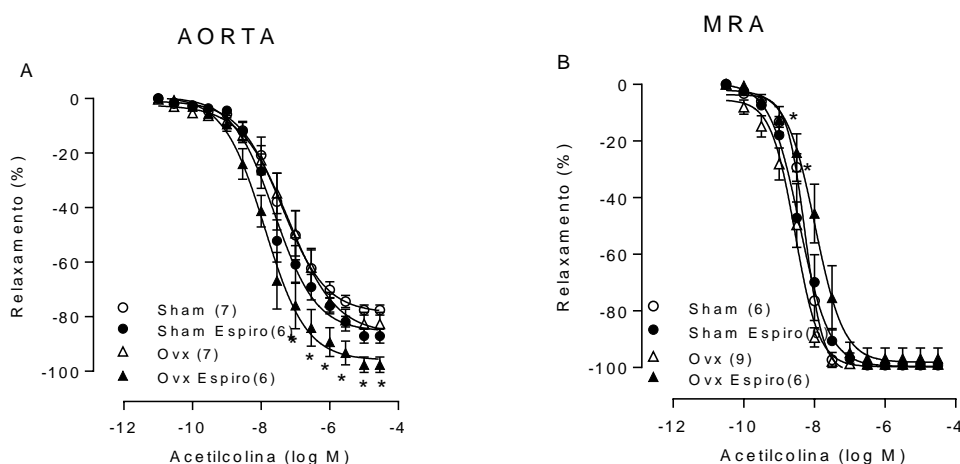 AORTA
MRA
A
B
0
-20
-40
-60
-80
-100
Relaxamento (%)
Sham (7)
Sham Espiro(6)
Ovx (7)
Ovx Espiro(6)
* * * * * *
-12 -10 -8 -6 -4
Acetilcolina (log M)
0
-20
-40
-60
-80
-100
Relaxamento (%)
*
*
Sham (6)
Sham Espiro(7)
Ovx (9)
Ovx Espiro(6)
-12 -10 -8 -6 -4
Acetilcolina (log M)